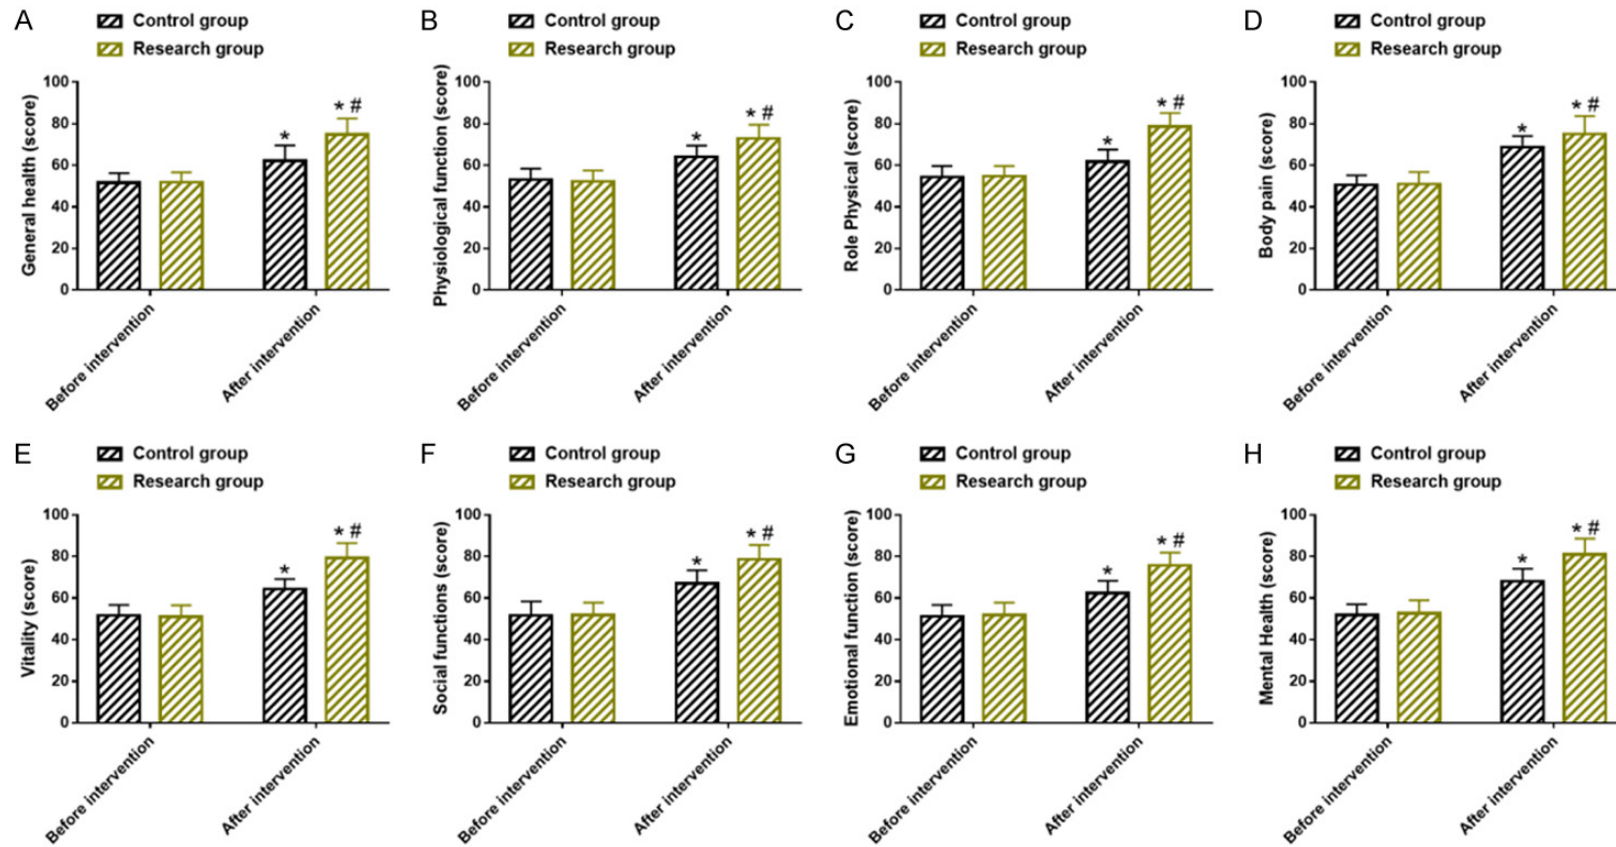 A
Control group
Research group
General health (score)
100
80
60
40
20
0
*
* #
Before intervention
After intervention
B
Control group
Research group
Physiological function (score)
100
80
60
40
20
0
*
* #
Before intervention
After intervention
C
Control group
Research group
Role Physical (score)
100
80
60
40
20
0
*
* #
Before intervention
After intervention
D
Control group
Research group
Body pain (score)
100
80
60
40
20
0
*
* #
Before intervention
After intervention
E
Control group
Research group
Vitality (score)
100
80
60
40
20
0
*
* #
Before intervention
After intervention
F
Control group
Research group
Social functions (score)
100
80
60
40
20
0
*
* #
Before intervention
After intervention
G
Control group
Research group
Emotional function (score)
100
80
60
40
20
0
*
* #
Before intervention
After intervention
H
Control group
Research group
Mental Health (score)
100
80
60
40
20
0
*
* #
Before intervention
After intervention